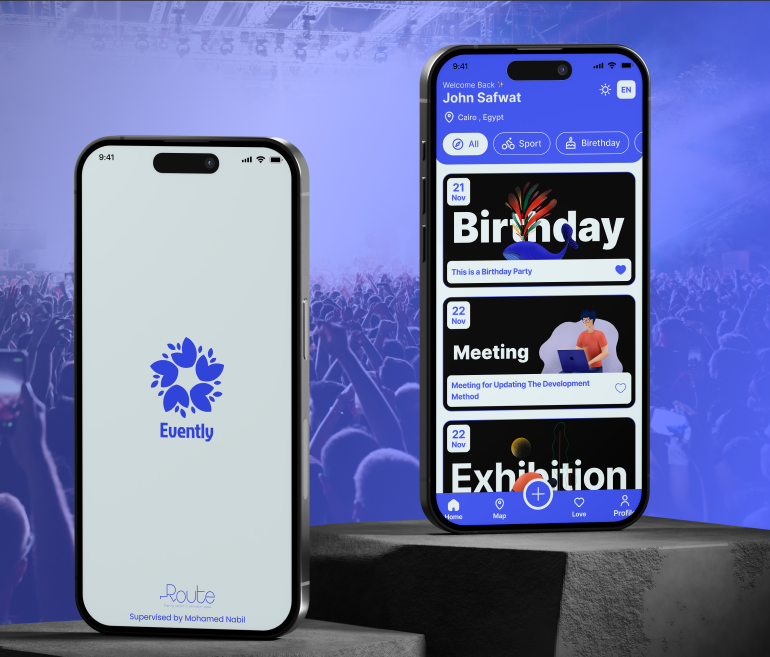 9:41
Evently
Route
Supervised by Mohamed Nabil
9:41
Welcome Back ✨
John Safwat
EN
Cairo , Egypt
All
Sport
Birethday
21
Nov
Birthday
This is a Birthday Party
22
Nov
Meeting
Meeting for Updating The Development
Method
22
Nov
Exhibition
Home
Map
Love
Profile